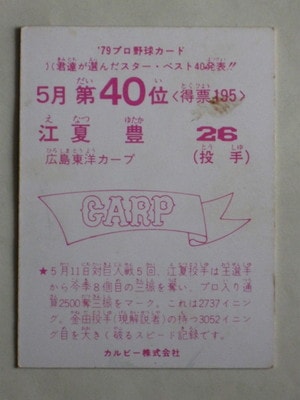 '79プロ野球カード
君達が選んだスター・ベスト40発表!!
5月第40位〈得票195〉
江夏 豊 26
広島東洋カープ (投手)
CARP
★5月11日対巨人戦5回、江夏投手は王選手
から今季8個目の三振を奪い、プロ入り通
算2500奪三振をマーク。これは2737イニン
グ。金田投手(現解説者)の持つ3052イニン
グ目を大きく破るスピード記録です。
カルビー株式会社